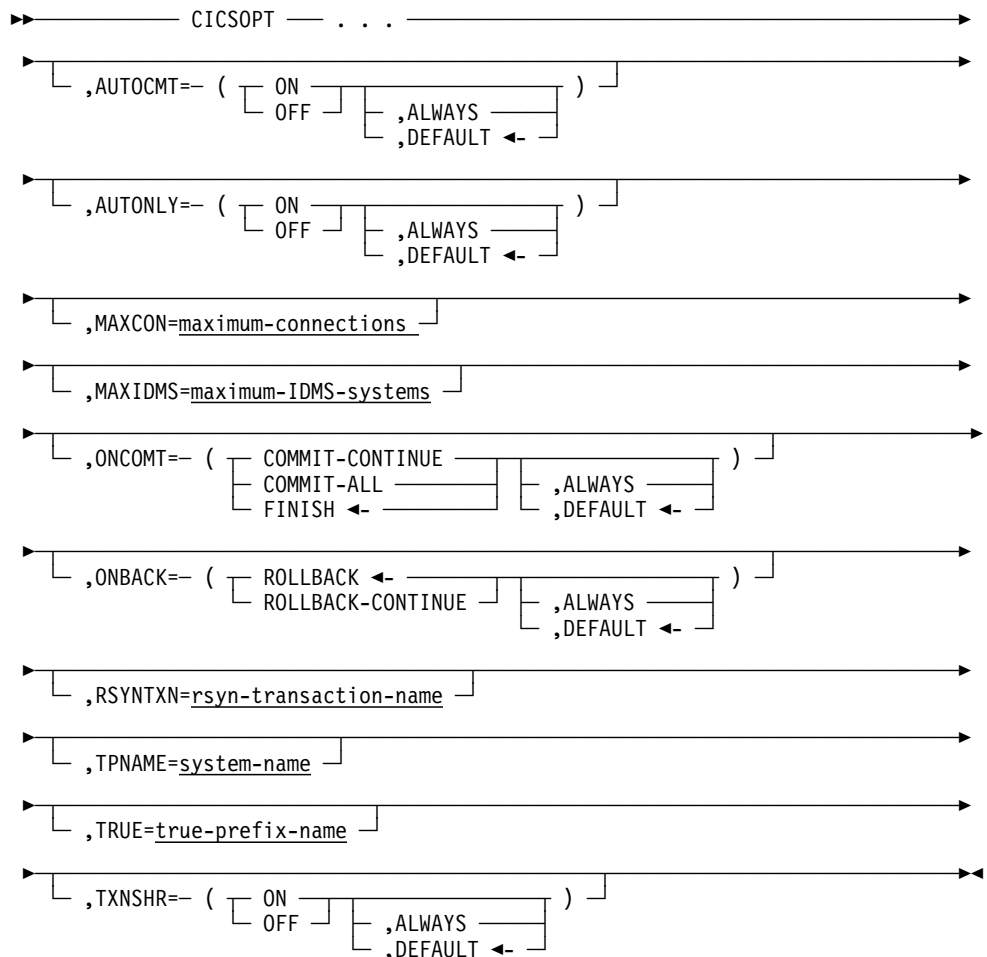 CICSOPT . . .
,AUTOCMT= ( ON )
OFF ,ALWAYS
,DEFAULT
,AUTONLY= ( ON )
OFF ,ALWAYS
,DEFAULT
,MAXCON=maximum-connections
,MAXIDMS=maximum-IDMS-systems
,ONCOMT= ( COMMIT-CONTINUE )
COMMIT-ALL ,ALWAYS
FINISH ,DEFAULT
,ONBACK= ( ROLLBACK )
ROLLBACK-CONTINUE ,ALWAYS
,DEFAULT
,RSYNTXN=rsyn-transaction-name
,TPNAME=system-name
,TRUE=true-prefix-name
,TXNSHR= ( ON )
OFF ,ALWAYS
,DEFAULT